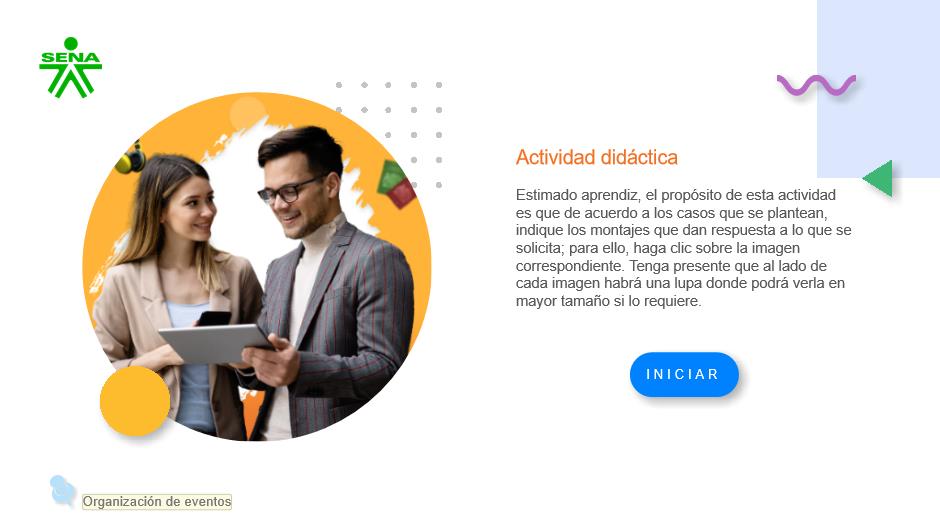 SENA
Actividad didáctica
Estimado aprendiz, el propósito de esta actividad
es que de acuerdo a los casos que se plantean,
indique los montajes que dan respuesta a lo que se
solicita; para ello, haga clic sobre la imagen
correspondiente. Tenga presente que al lado de
cada imagen habrá una lupa donde podrá verla en
mayor tamaño si lo requiere.
INICIAR
Organización de eventos